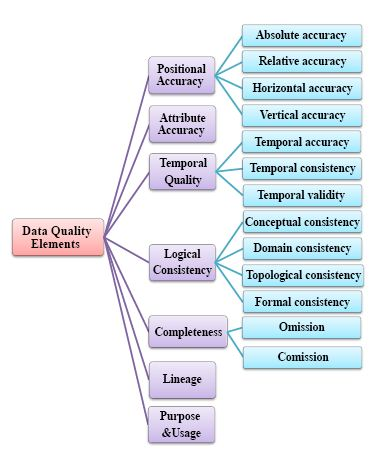 Data Quality
Elements
Positional
Accuracy
Absolute accuracy
Relative accuracy
Horizontal accuracy
Vertical accuracy
Attribute
Accuracy
Temporal
Quality
Temporal accuracy
Temporal consistency
Temporal validity
Logical
Consistency
Conceptual consistency
Domain consistency
Topological consistency
Formal consistency
Completeness
Omission
Comission
Lineage
Purpose
&Usage